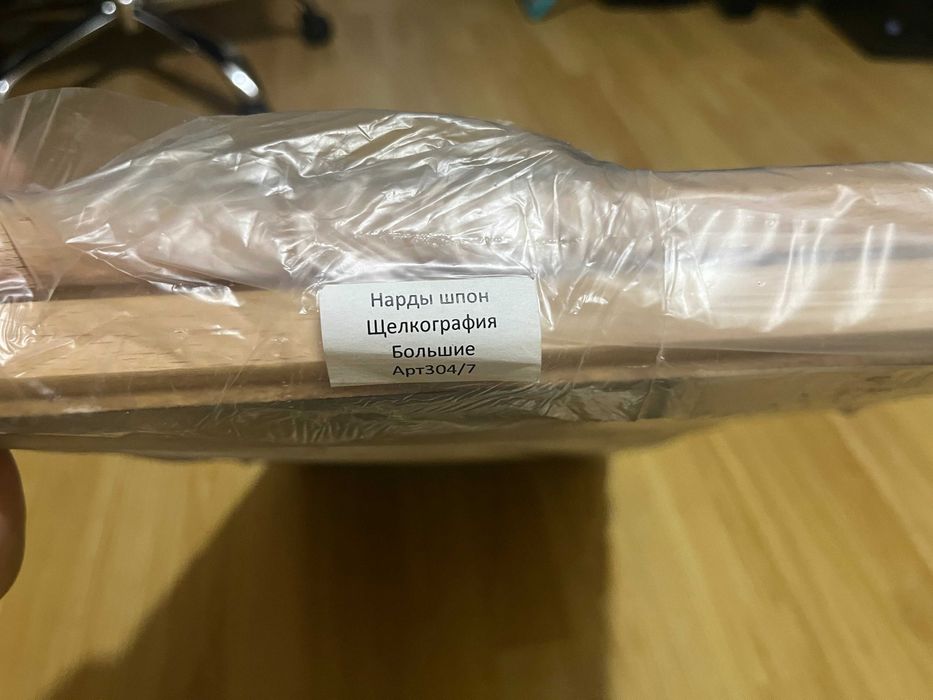 Нарды шпон
Щелкография
Большие
Арт304/7